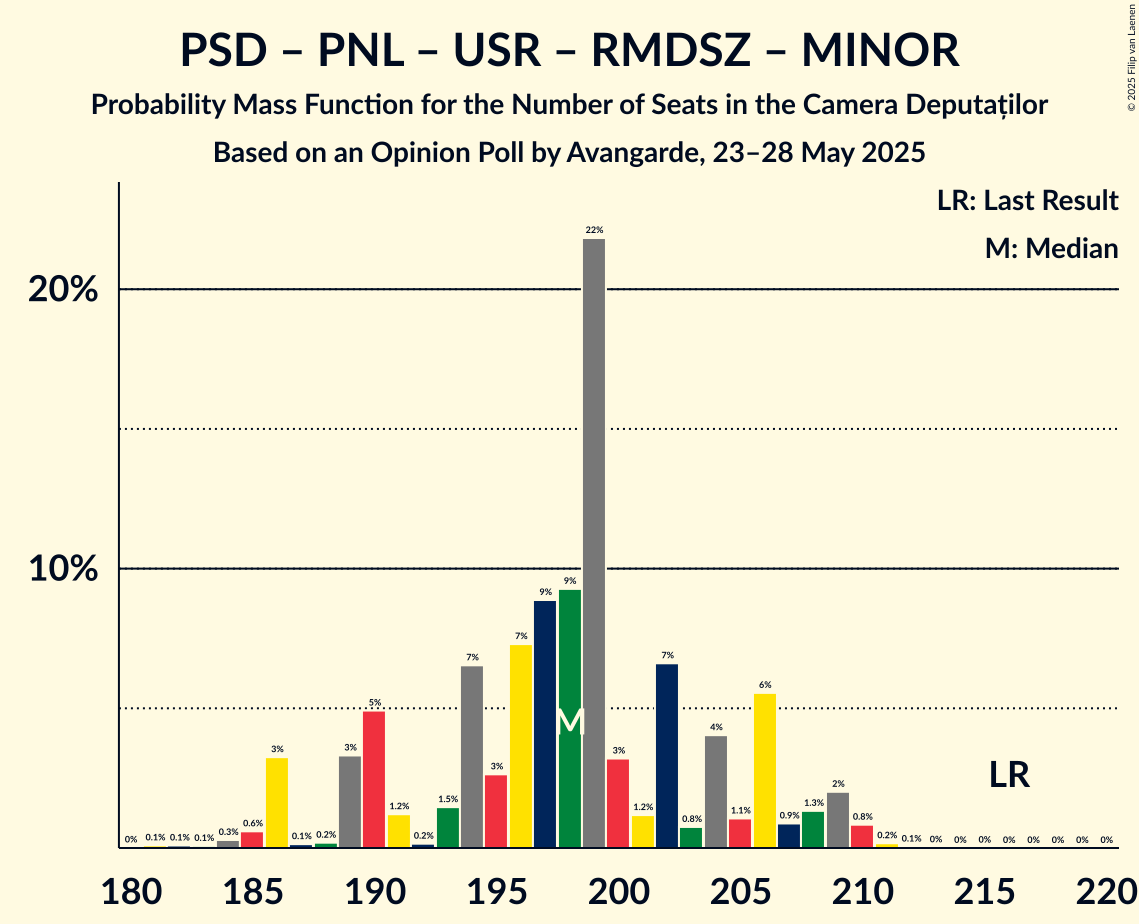 PSD – PNL – USR – RMDSZ – MINOR
Probability Mass Function for the Number of Seats in the Camera Deputaților
Based on an Opinion Poll by Avangarde, 23–28 May 2025
© 2025 Filip van Laenen
LR: Last Result
M: Median
20%
10%
0% 0.1% 0.1% 0.1% 0.3% 0.6% 3% 0.1% 0.2% 3% 5% 1.2% 0.2% 1.5% 7% 3% 7% 9% 9% 22% 3% 1.2% 7% 0.8% 4% 1.1% 6% 0.9% 1.3% 2% 0.8% 0.2% 0.1% 0% 0% 0% 0% 0% 0% 0% 0%
M
LR
180 185 190 195 200 205 210 215 220